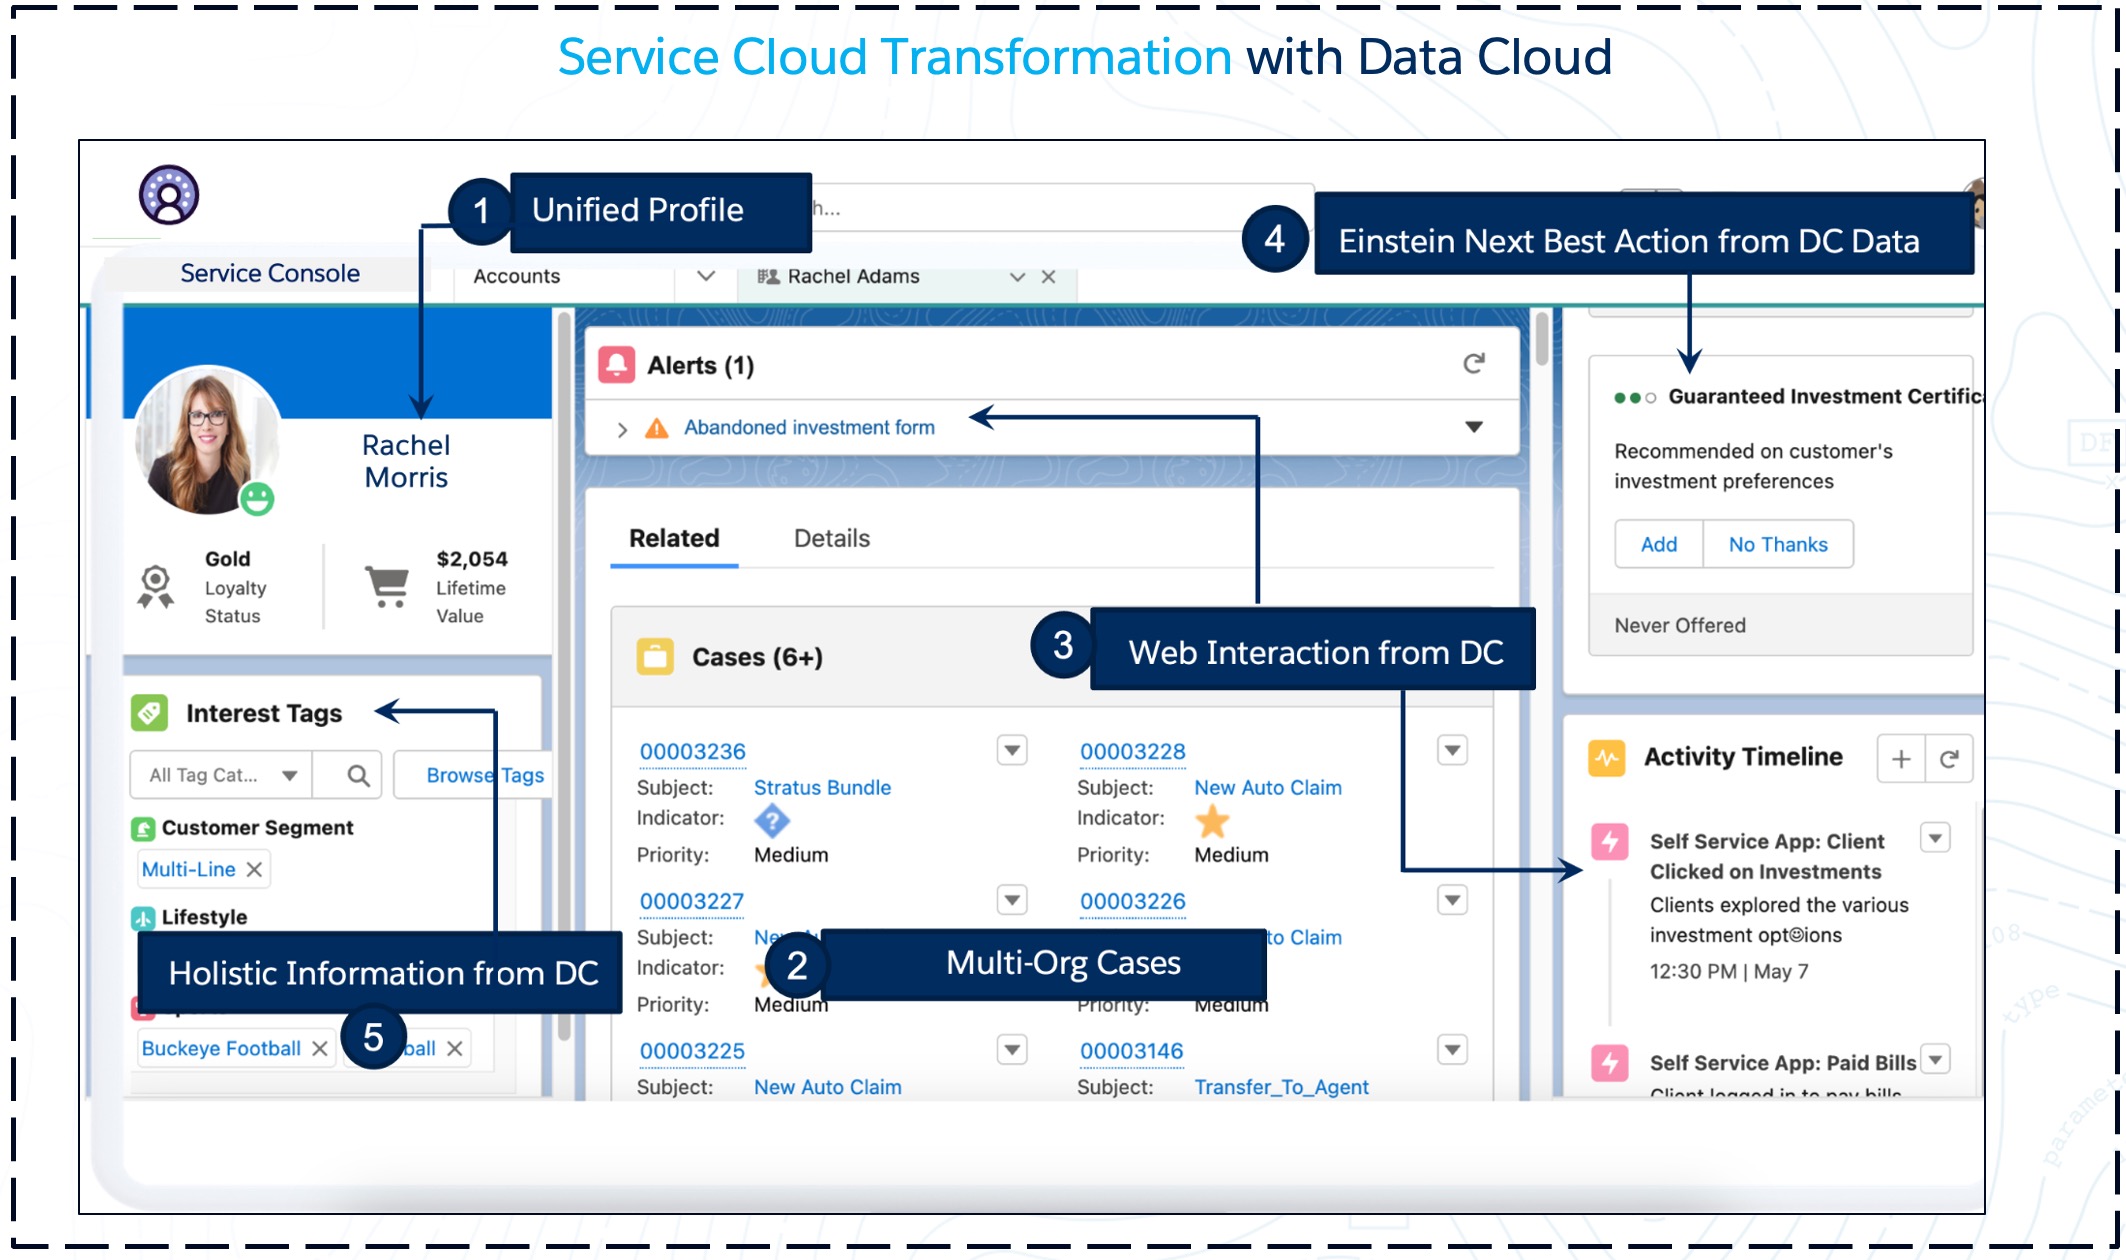 Service Cloud Transformation with Data Cloud
1 Unified Profile
h...
4 Einstein Next Best Action from DC Data
Service Console
Accounts
Rachel Adams
Rachel
Morris
Gold
Loyalty
Status
$2,054
Lifetime
Value
Interest Tags
All Tag Cat...
Browse Tags
Customer Segment
Multi-Line
Lifestyle
Holistic Information from DC
5
Buckeye Football
ball
Alerts (1)
Abandoned investment form
Related
Details
Cases (6+)
3 Web Interaction from DC
00003236
Subject: Stratus Bundle
Indicator:
Priority: Medium
00003228
Subject: New Auto Claim
Indicator:
Priority: Medium
00003227
Subject:
Indicator:
Priority: Medium
00003226
to Claim
Priority: Medium
2 Multi-Org Cases
00003225
Subject: New Auto Claim
00003146
Subject: Transfer_To_Agent
Guaranteed Investment Certific
Recommended on customer's
investment preferences
Add
No Thanks
Never Offered
Activity Timeline
Self Service App: Client
Clicked on Investments
Clients explored the various
investment opt☺ions
12:30 PM | May 7
Self Service App: Paid Bills
Client logged in to pay bills
type